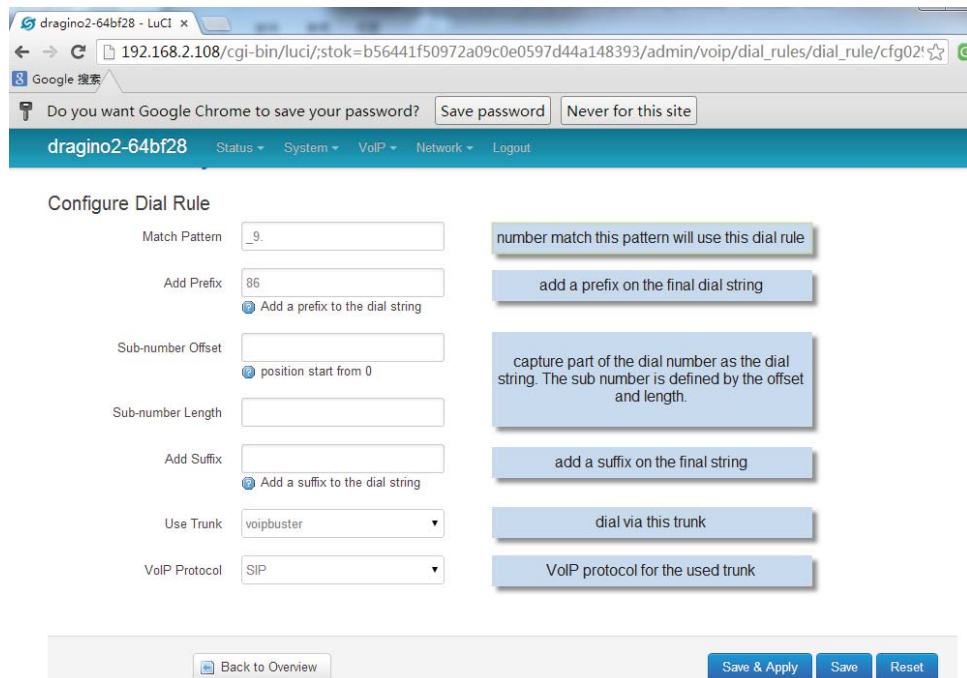 dragino2-64bf28 - LuCI ×
192.168.2.108/cgi-bin/luci/;stok=b56441f50972a09c0e0597d44a148393/admin/voip/dial_rules/dial_rule/cfg029
Google 搜索
Do you want Google Chrome to save your password? Save password Never for this site
dragino2-64bf28 Status System VoIP Network Logout
Configure Dial Rule
Match Pattern _9. number match this pattern will use this dial rule
Add Prefix 86 add a prefix on the final dial string
Add a prefix to the dial string
Sub-number Offset
position start from 0
capture part of the dial number as the dial
string. The sub number is defined by the offset
and length.
Sub-number Length
Add Suffix add a suffix on the final string
Add a suffix to the dial string
Use Trunk voipbuster dial via this trunk
VoIP Protocol SIP VoIP protocol for the used trunk
Back to Overview Save & Apply Save Reset